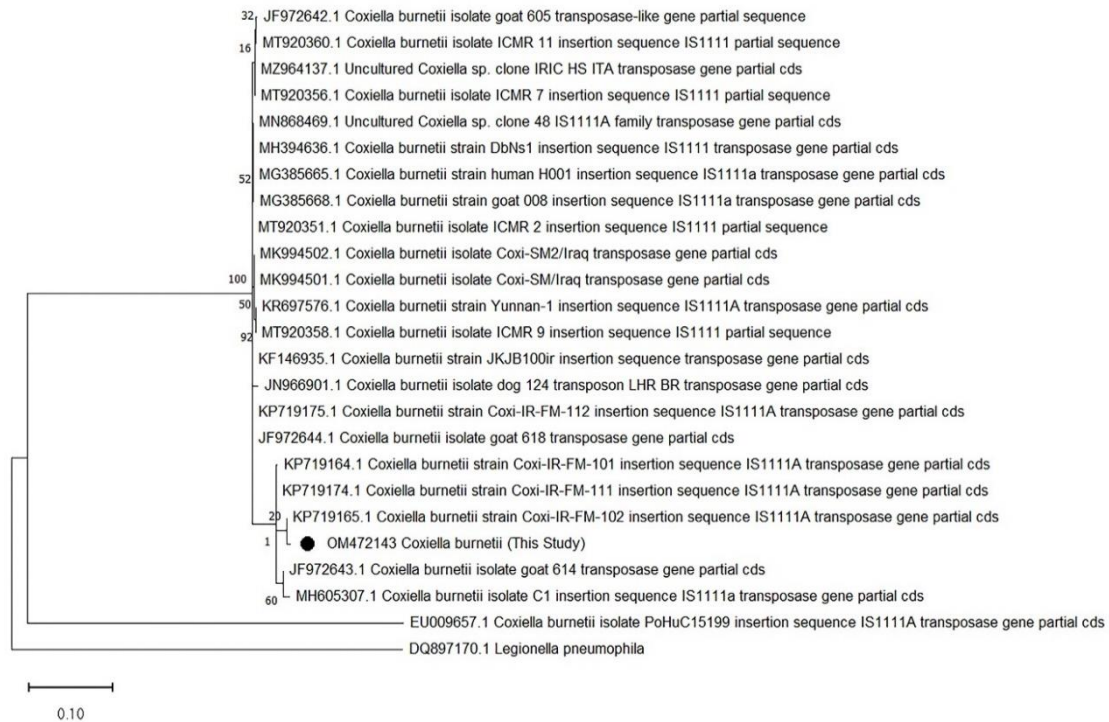 32 JF972642.1 Coxiella burnetii isolate goat 605 transposase-like gene partial sequence
16 MT920360.1 Coxiella burnetii isolate ICMR 11 insertion sequence IS1111 partial sequence
MZ964137.1 Uncultured Coxiella sp. clone IRIC HS ITA transposase gene partial cds
MT920356.1 Coxiella burnetii isolate ICMR 7 insertion sequence IS1111 partial sequence
MN868469.1 Uncultured Coxiella sp. clone 48 IS1111A family transposase gene partial cds
MH394636.1 Coxiella burnetii strain DbNs1 insertion sequence IS1111 transposase gene partial cds
52 MG385665.1 Coxiella burnetii strain human H001 insertion sequence IS1111a transposase gene partial cds
MG385668.1 Coxiella burnetii strain goat 008 insertion sequence IS1111a transposase gene partial cds
MT920351.1 Coxiella burnetii isolate ICMR 2 insertion sequence IS1111 partial sequence
MK994502.1 Coxiella burnetii isolate Coxi-SM2/Iraq transposase gene partial cds
100 MK994501.1 Coxiella burnetii isolate Coxi-SM/Iraq transposase gene partial cds
50 KR697576.1 Coxiella burnetii strain Yunnan-1 insertion sequence IS1111A transposase gene partial cds
92 MT920358.1 Coxiella burnetii isolate ICMR 9 insertion sequence IS1111 partial sequence
KF146935.1 Coxiella burnetii strain JKJB100ir insertion sequence transposase gene partial cds
JN966901.1 Coxiella burnetii isolate dog 124 transposon LHR BR transposase gene partial cds
KP719175.1 Coxiella burnetii strain Coxi-IR-FM-112 insertion sequence IS1111A transposase gene partial cds
JF972644.1 Coxiella burnetii isolate goat 618 transposase gene partial cds
KP719164.1 Coxiella burnetii strain Coxi-IR-FM-101 insertion sequence IS1111A transposase gene partial cds
KP719174.1 Coxiella burnetii strain Coxi-IR-FM-111 insertion sequence IS1111A transposase gene partial cds
20 KP719165.1 Coxiella burnetii strain Coxi-IR-FM-102 insertion sequence IS1111A transposase gene partial cds
1 OM472143 Coxiella burnetii (This Study)
JF972643.1 Coxiella burnetii isolate goat 614 transposase gene partial cds
60 MH605307.1 Coxiella burnetii isolate C1 insertion sequence IS1111a transposase gene partial cds
EU009657.1 Coxiella burnetii isolate PoHuC15199 insertion sequence IS1111A transposase gene partial cds
DQ897170.1 Legionella pneumophila
0.10